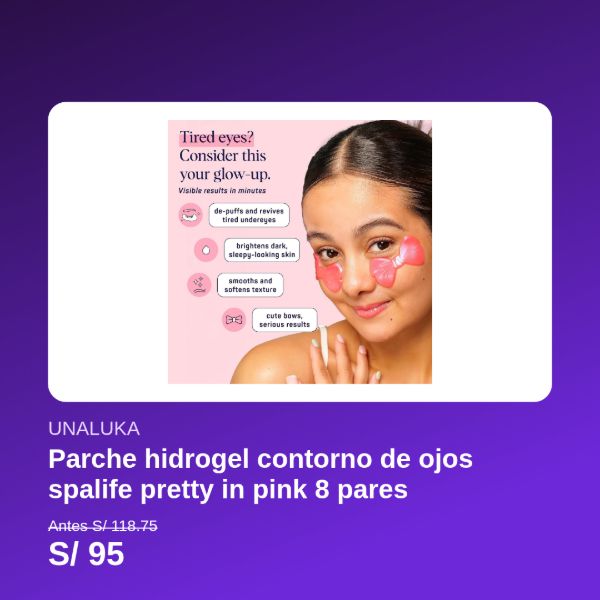 Tired eyes?
Consider this
your glow-up.
Visible results in minutes
de-puffs and revives
tired undereyes
brightens dark,
sleepy-looking skin
smooths and
softens texture
cute bows,
serious results
UNALUKA
Parche hidrogel contorno de ojos
spalife pretty in pink 8 pares
Antes S/ 118.75
S/ 95